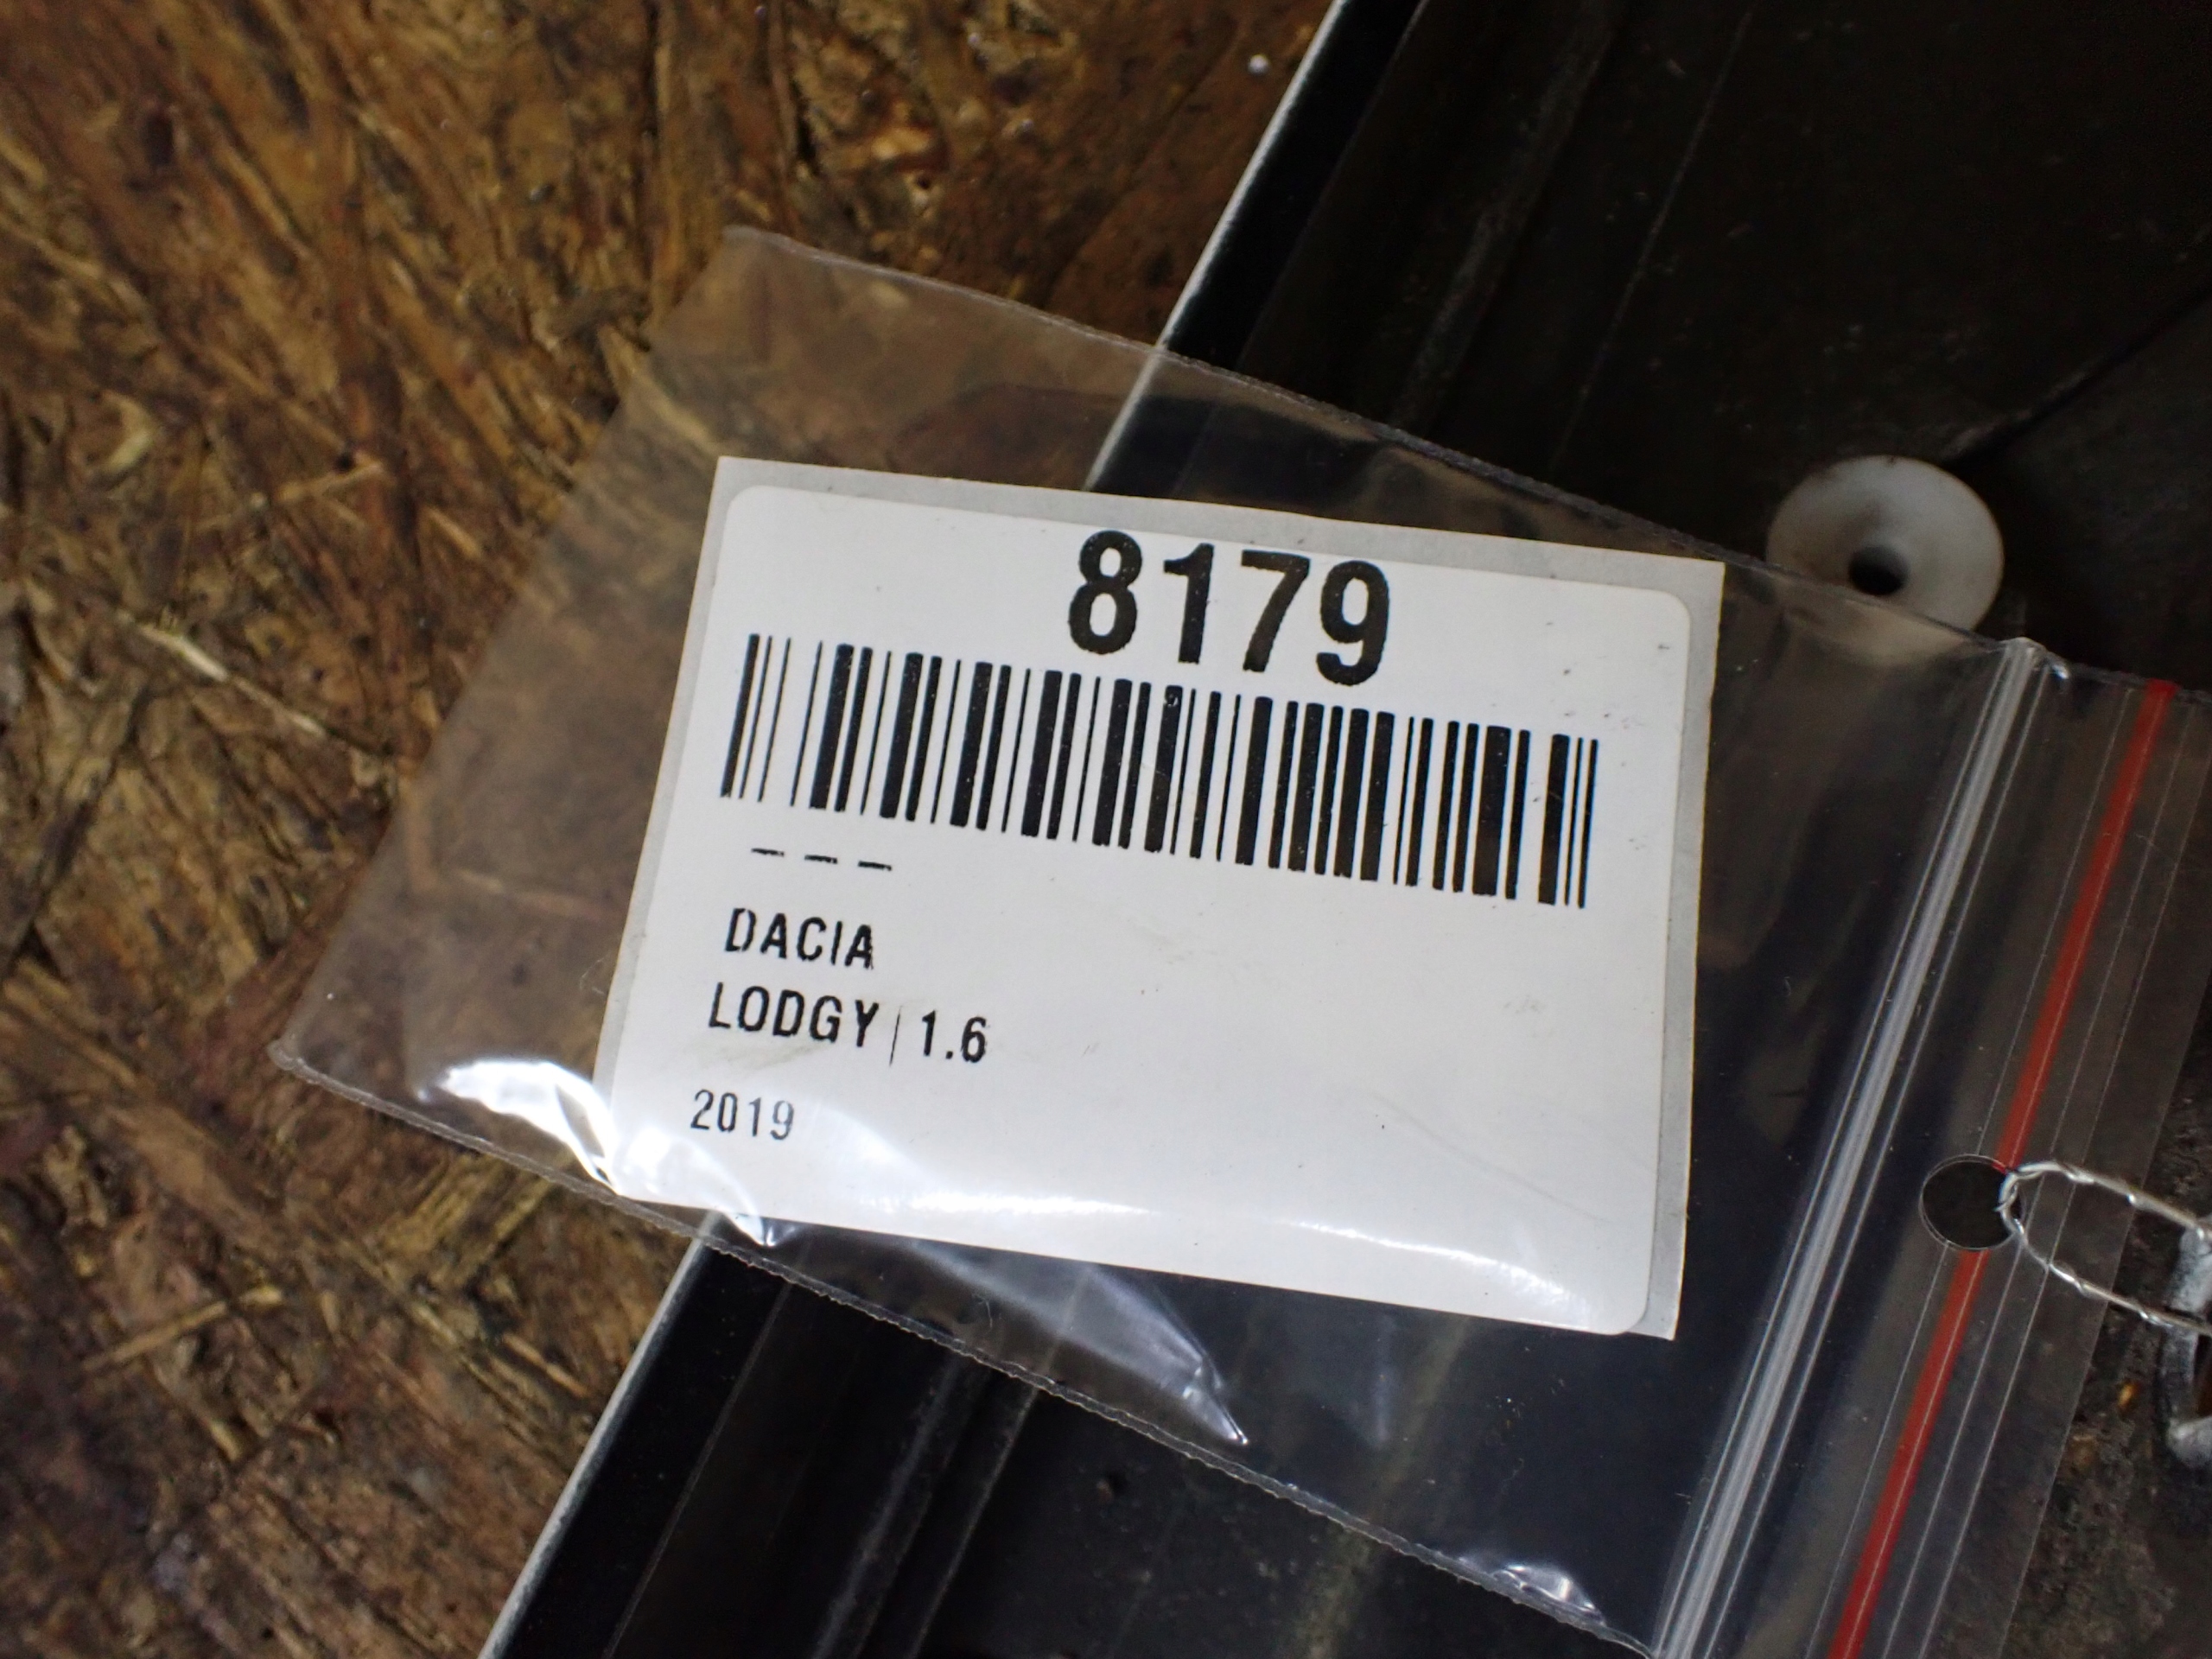 8179
- - -
DACIA
LODGY | 1.6
2019